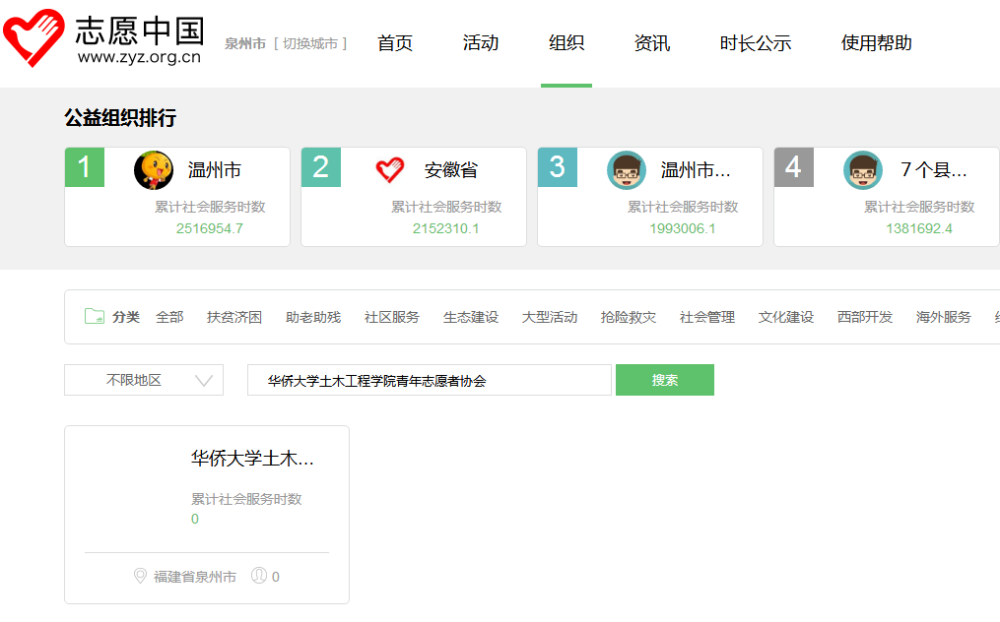 志愿中国
www.zyz.org.cn
泉州市 [ 切换城市 ] 首页 活动 组织 资讯 时长公示 使用帮助
公益组织排行
1 温州市
累计社会服务时数
2516954.7
2 安徽省
累计社会服务时数
2152310.1
3 温州市...
累计社会服务时数
1993006.1
4 7 个县...
累计社会服务时数
1381692.4
分类 全部 扶贫济困 助老助残 社区服务 生态建设 大型活动 抢险救灾 社会管理 文化建设 西部开发 海外服务
不限地区 华侨大学土木工程学院青年志愿者协会 搜索
华侨大学土木...
累计社会服务时数
0
福建省泉州市 0